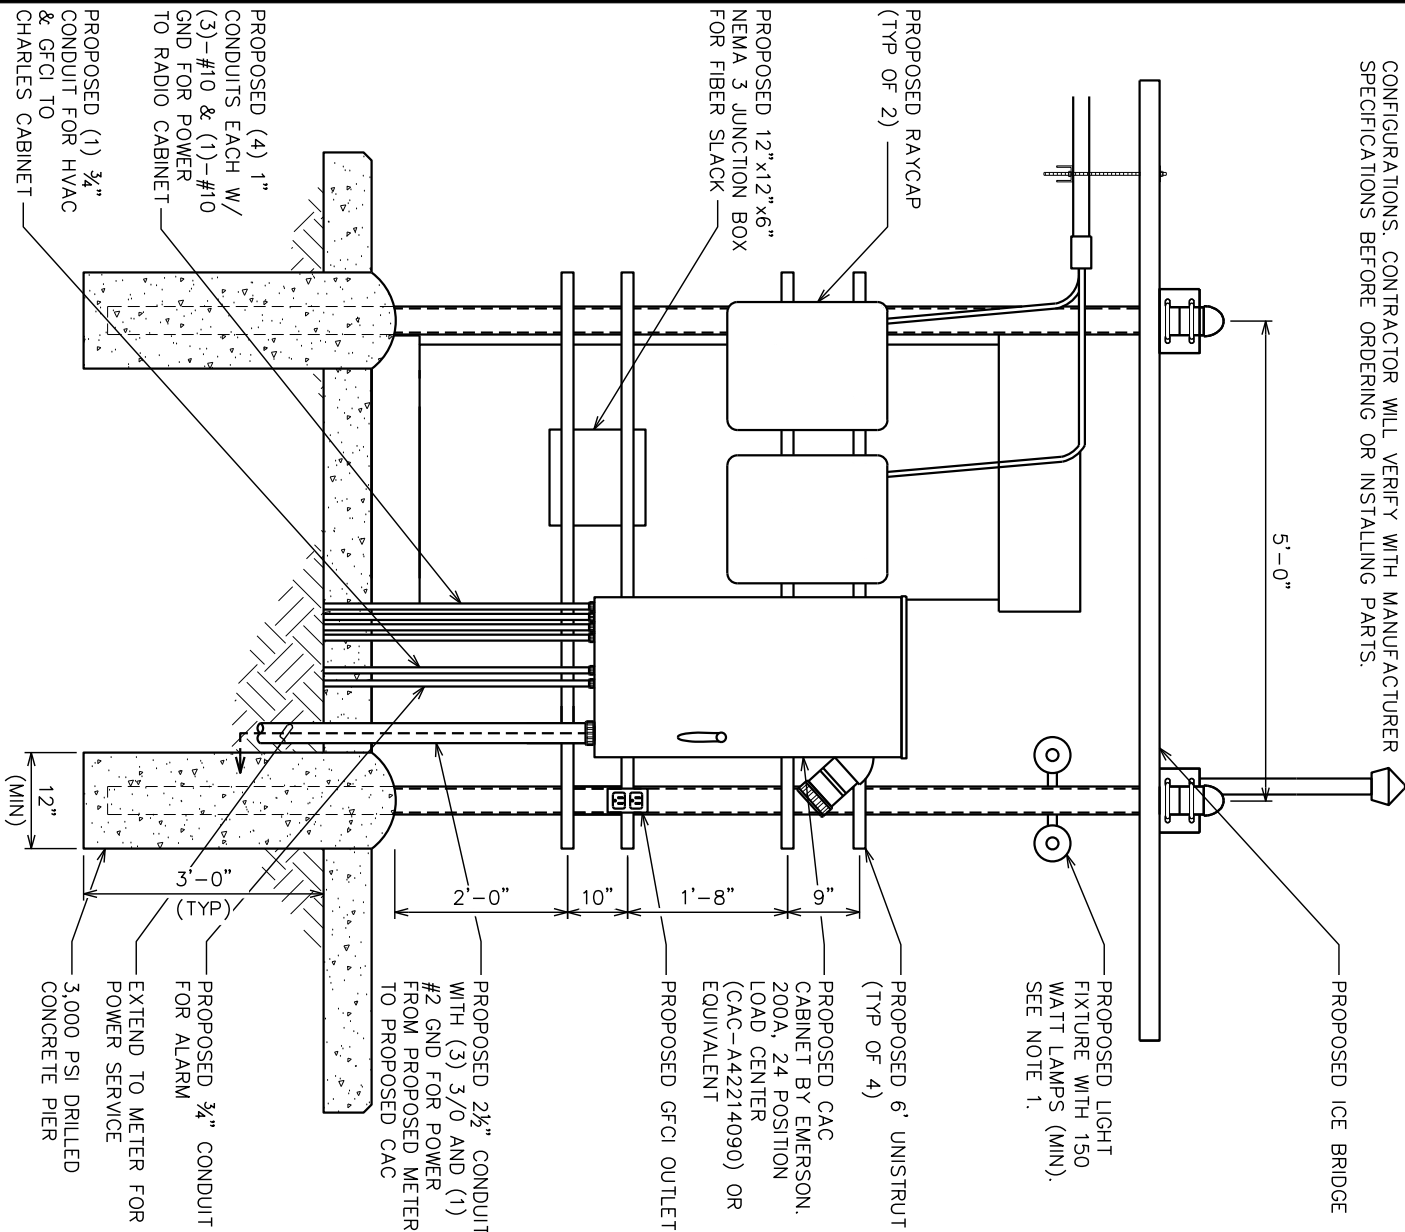 CONFIGURATIONS. CONTRACTOR WILL VERIFY WITH MANUFACTURER
SPECIFICATIONS BEFORE ORDERING OR INSTALLING PARTS.
PROPOSED RAYCAP
(TYP OF 2)
PROPOSED 12"x12"x6"
NEMA 3 JUNCTION BOX
FOR FIBER SLACK
PROPOSED (4) 1"
CONDUITS EACH W/
(3)-#10 & (1)-#10
GND FOR POWER
TO RADIO CABINET
PROPOSED (1) ¾"
CONDUIT FOR HVAC
& GFCI TO
CHARLES CABINET
5'-0"
PROPOSED ICE BRIDGE
PROPOSED LIGHT
FIXTURE WITH 150
WATT LAMPS (MIN).
SEE NOTE 1.
PROPOSED 6' UNISTRUT
(TYP OF 4)
PROPOSED CAC
CABINET BY EMERSON.
200A, 24 POSITION
LOAD CENTER
(CAC-A42214090) OR
EQUIVALENT
PROPOSED GFCI OUTLET
PROPOSED 2½" CONDUIT
WITH (3) 3/0 AND (1)
#2 GND FOR POWER
FROM PROPOSED METER
TO PROPOSED CAC
PROPOSED ¾" CONDUIT
FOR ALARM
EXTEND TO METER FOR
POWER SERVICE
3,000 PSI DRILLED
CONCRETE PIER
9"
1'-8"
10"
2'-0"
3'-0"
(TYP)
12"
(MIN)